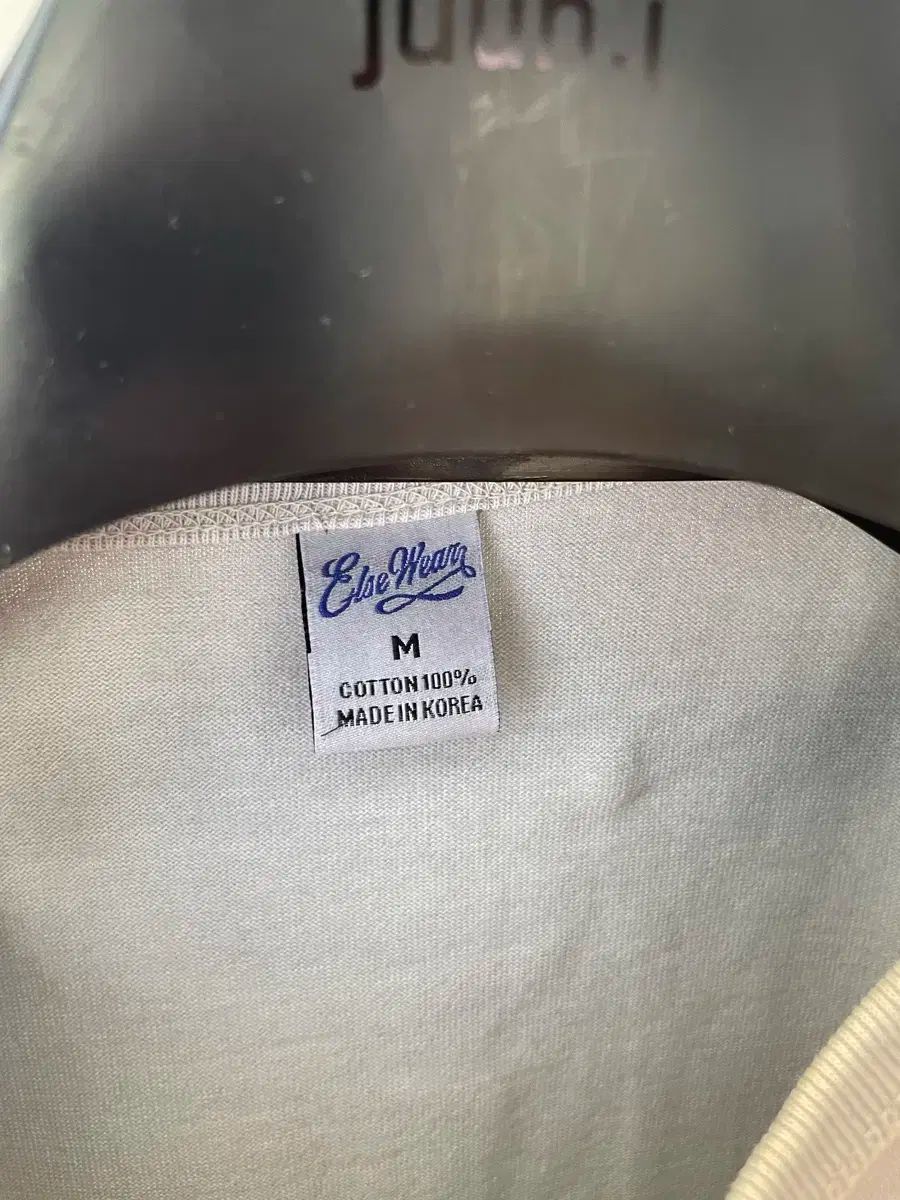 Else Wear
M
COTTON 100%
MADE IN KOREA